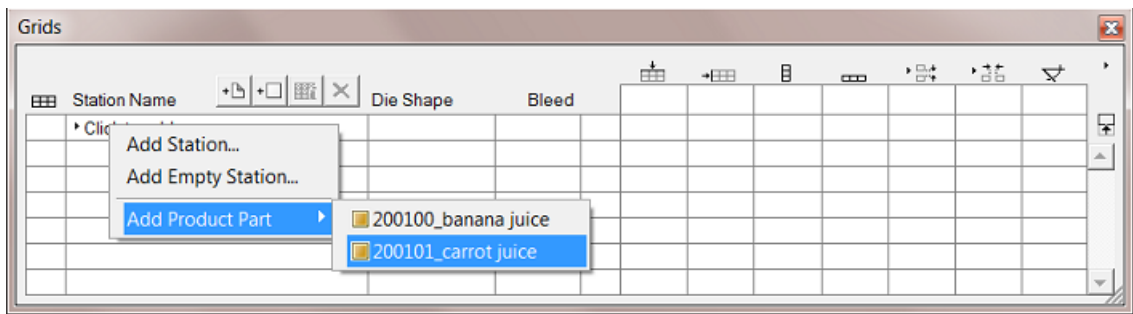 Grids
Station Name Die Shape Bleed
Add Station...
Add Empty Station...
Add Product Part
200100_banana juice
200101_carrot juice